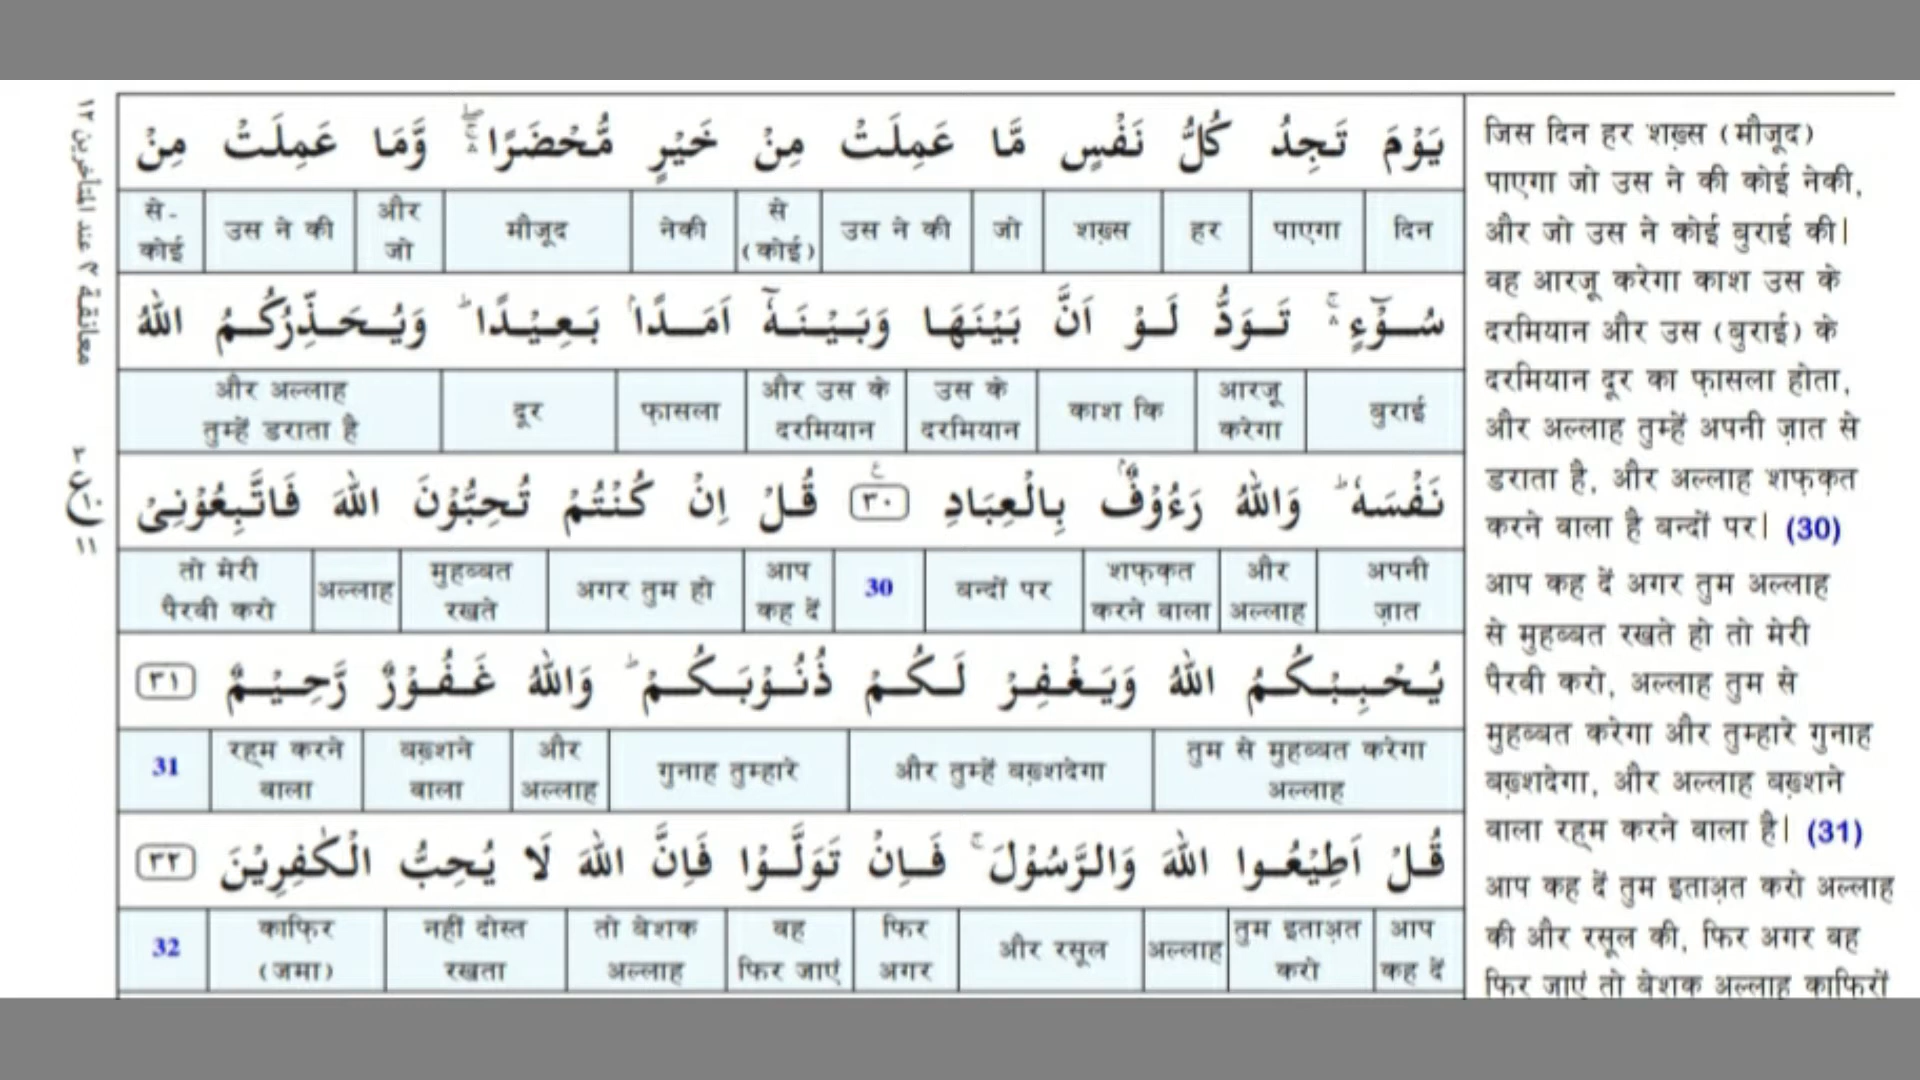 يَوْمَ تَجِدُ كُلُّ نَفْسٍ مَّا عَمِلَتْ مِنْ خَيْرٍ مُّحْضَرًا ۛۖۚ وَّمَا عَمِلَتْ مِنْ
दिन पाएगा हर शख़्स जो उस ने की से (कोई) नेकी मौजूद और जो उस ने की से- कोई
سُوْٓءٍ ۛۚ تَوَدُّ لَوْ اَنَّ بَيْنَهَا وَبَيْنَهٗٓ اَمَدًۢا بَعِيْدًا ؕ وَيُحَذِّرُكُمُ اللّٰهُ
बुराई आरज़ू करेगा काश कि उस के दरमियान और उस के दरमियान फ़ासला दूर और अल्लाह तुम्हें डराता है
نَفْسَهٗ ؕ وَاللّٰهُ رَءُوْفٌۢ بِالْعِبَادِ ﴿٣٠﴾ قُلْ اِنْ كُنْتُمْ تُحِبُّوْنَ اللّٰهَ فَاتَّبِعُوْنِىْ
अपनी ज़ात और अल्लाह शफ़क़त करने वाला बन्दों पर 30 आप कह दें अगर तुम हो मुहब्बत रखते अल्लाह तो मेरी पैरवी करो
يُحْبِبْكُمُ اللّٰهُ وَيَغْفِرْ لَكُمْ ذُنُوْبَكُمْ ؕ وَاللّٰهُ غَفُوْرٌ رَّحِيْمٌ ﴿٣١﴾
तुम से मुहब्बत करेगा अल्लाह और तुम्हें बख़्शदेगा गुनाह तुम्हारे और अल्लाह बख़्शने वाला रहम करने वाला 31
قُلْ اَطِيْعُوا اللّٰهَ وَالرَّسُوْلَ ۚ فَاِنْ تَوَلَّوْا فَاِنَّ اللّٰهَ لَا يُحِبُّ الْكٰفِرِيْنَ ﴿٣٢﴾
आप कह दें तुम इताअ़त करो अल्लाह और रसूल फिर अगर वह फिर जाएं तो बेशक अल्लाह नहीं दोस्त रखता काफ़िर (जमा) 32
जिस दिन हर शख़्स (मौजूद)
पाएगा जो उस ने की कोई नेकी,
और जो उस ने कोई बुराई की।
वह आरज़ू करेगा काश उस के
दरमियान और उस (बुराई) के
दरमियान दूर का फ़ासला होता,
और अल्लाह तुम्हें अपनी ज़ात से
डराता है, और अल्लाह शफ़क़त
करने वाला है बन्दों पर। (30)
आप कह दें अगर तुम अल्लाह
से मुहब्बत रखते हो तो मेरी
पैरवी करो, अल्लाह तुम से
मुहब्बत करेगा और तुम्हारे गुनाह
बख़्शदेगा, और अल्लाह बख़्शने
वाला रहम करने वाला है। (31)
आप कह दें तुम इताअ़त करो अल्लाह
की और रसूल की, फिर अगर वह
फिर जाएं तो बेशक अल्लाह काफ़िरों
معانقة ٣ عند المتأخرين ١٢